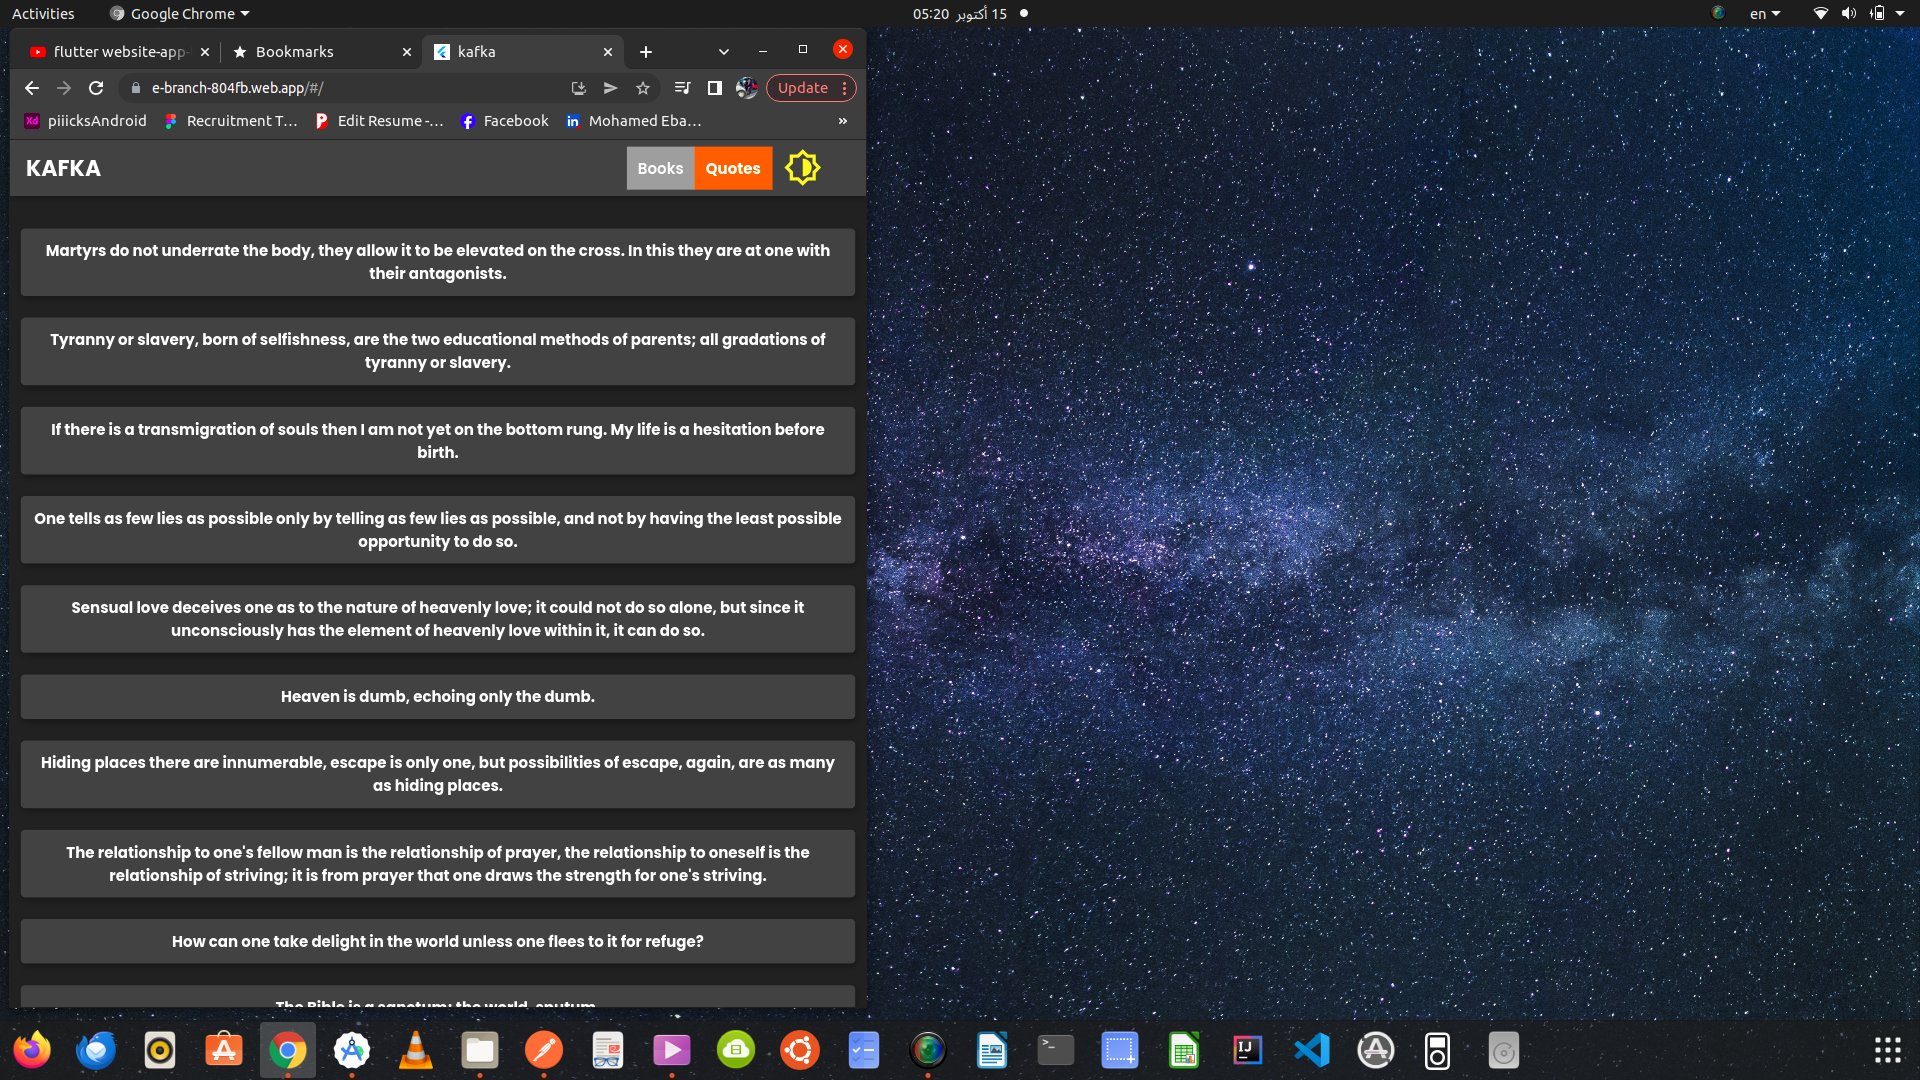 Activities
Google Chrome
05:20 15 أكتوبر
en
flutter website-app
Bookmarks
kafka
e-branch-804fb.web.app/#/
Update
piiicksAndroid
Recruitment T…
Edit Resume -…
Facebook
Mohamed Eba…
»
KAFKA
Books
Quotes
Martyrs do not underrate the body, they allow it to be elevated on the cross. In this they are at one with
their antagonists.
Tyranny or slavery, born of selfishness, are the two educational methods of parents; all gradations of
tyranny or slavery.
If there is a transmigration of souls then I am not yet on the bottom rung. My life is a hesitation before
birth.
One tells as few lies as possible only by telling as few lies as possible, and not by having the least possible
opportunity to do so.
Sensual love deceives one as to the nature of heavenly love; it could not do so alone, but since it
unconsciously has the element of heavenly love within it, it can do so.
Heaven is dumb, echoing only the dumb.
Hiding places there are innumerable, escape is only one, but possibilities of escape, again, are as many
as hiding places.
The relationship to one's fellow man is the relationship of prayer, the relationship to oneself is the
relationship of striving; it is from prayer that one draws the strength for one's striving.
How can one take delight in the world unless one flees to it for refuge?
The Bible is a sanctum; the world, sputum.